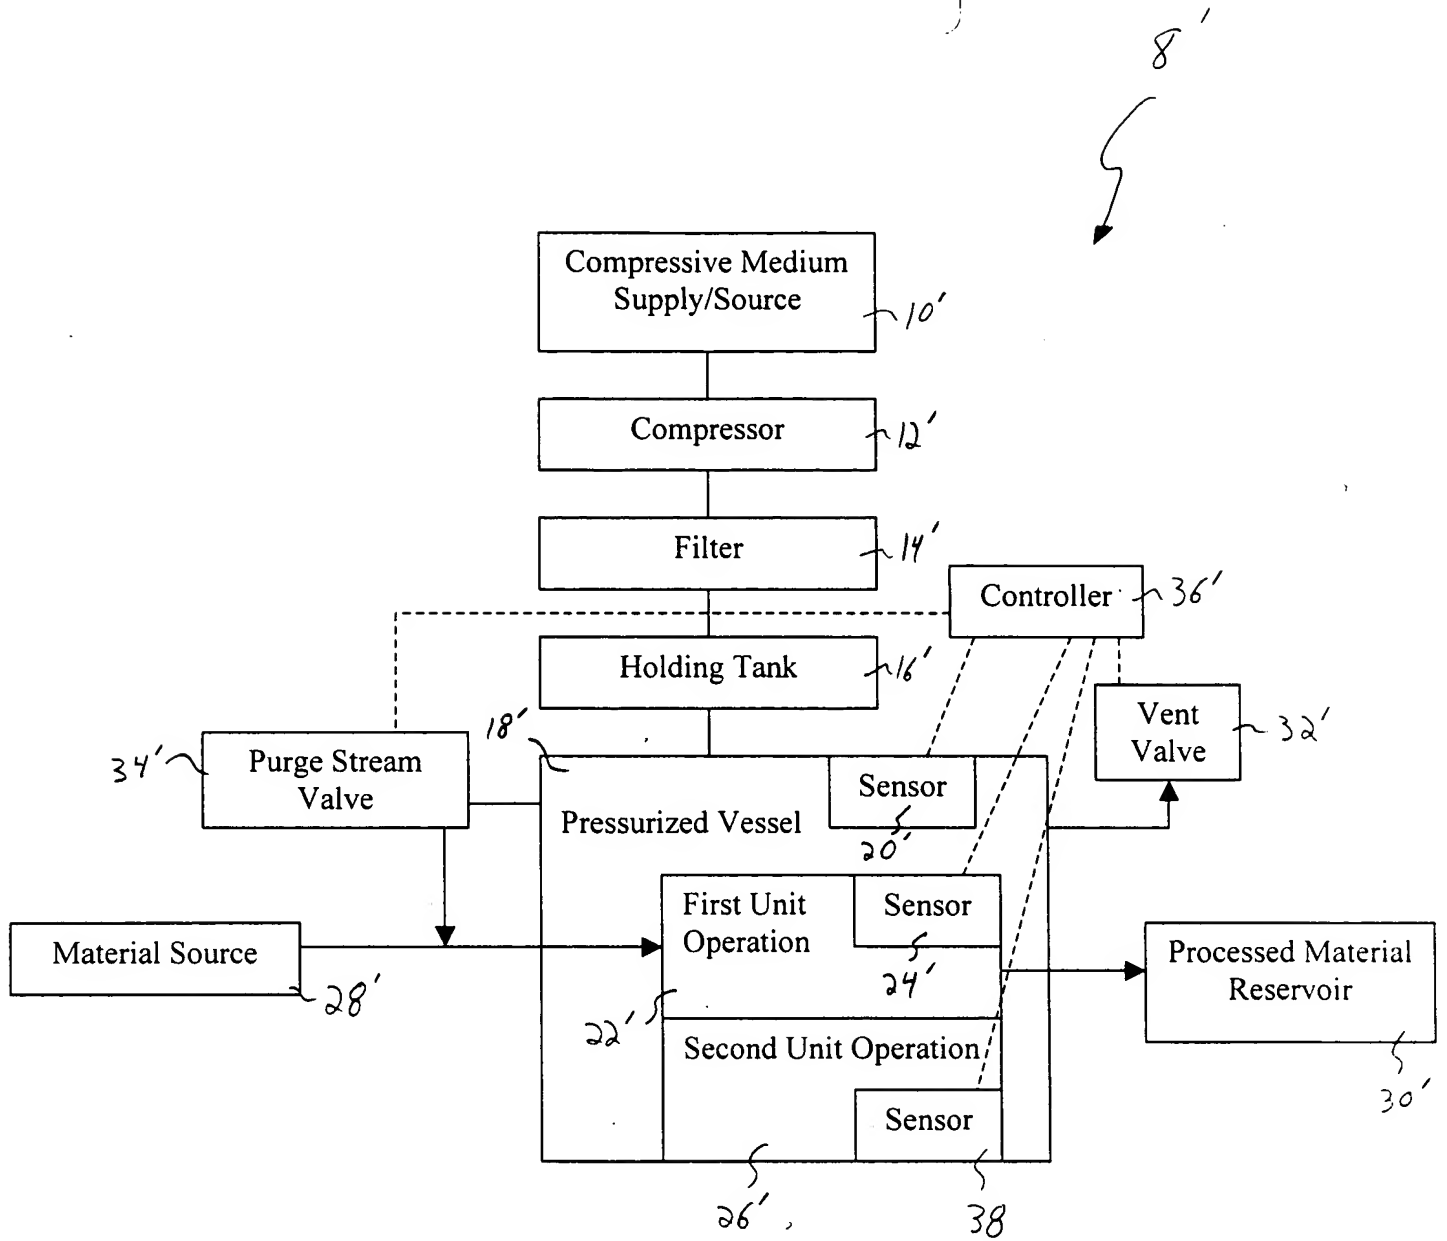 8'
Compressive Medium
Supply/Source
10'
Compressor
12'
Filter
14'
Controller
36'
Holding Tank
16'
Vent
Valve
32'
18'
34'
Purge Stream
Valve
Sensor
20'
Pressurized Vessel
First Unit
Operation
Sensor
24'
22'
Material Source
28'
Processed Material
Reservoir
30'
Second Unit Operation
Sensor
26'
38